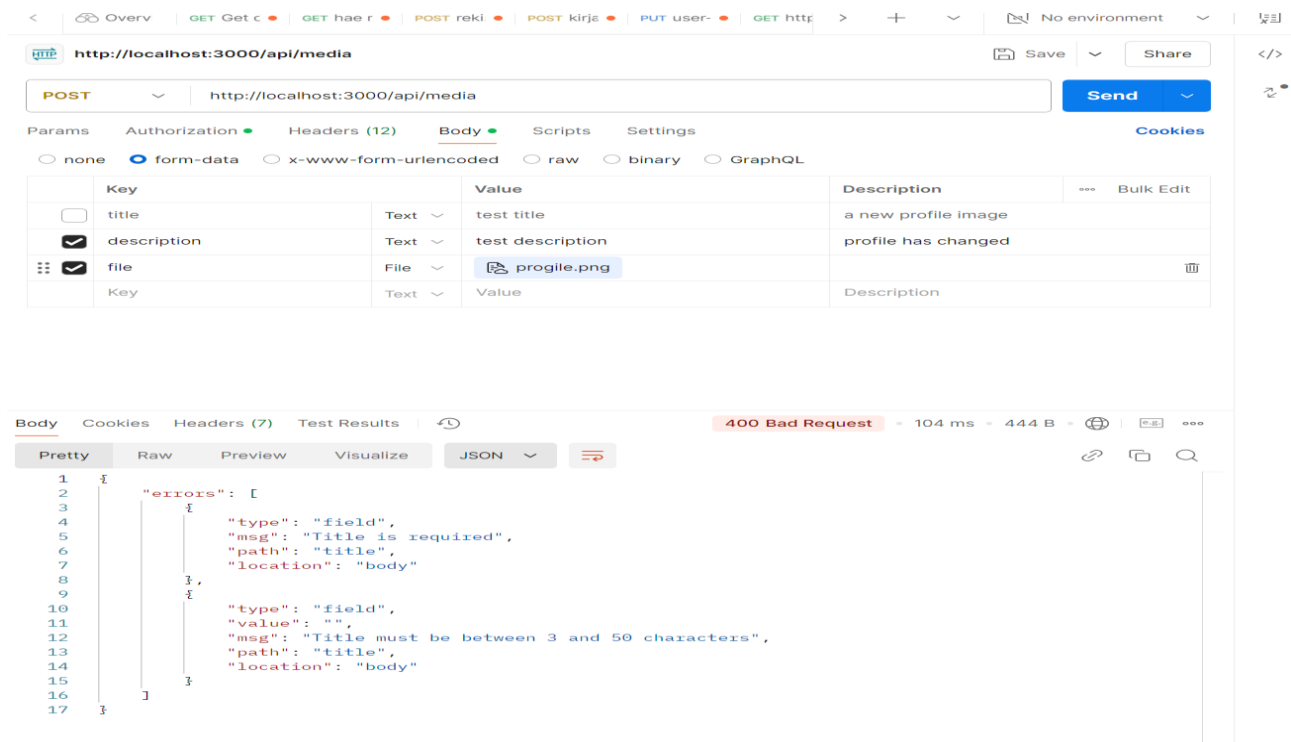 Overv GET Get c GET hae r POST reki POST kirja PUT user- GET http No environment
HTTP http://localhost:3000/api/media Save Share
POST http://localhost:3000/api/media Send
Params Authorization Headers (12) Body Scripts Settings Cookies
none form-data x-www-form-urlencoded raw binary GraphQL
Key Value Description Bulk Edit
title Text test title a new profile image
description Text test description profile has changed
file File progile.png
Key Text Value Description
Body Cookies Headers (7) Test Results 400 Bad Request 104 ms 444 B e.g.
Pretty Raw Preview Visualize JSON
1 {
2 "errors": [
3 {
4 "type": "field",
5 "msg": "Title is required",
6 "path": "title",
7 "location": "body"
8 },
9 {
10 "type": "field",
11 "value": "",
12 "msg": "Title must be between 3 and 50 characters",
13 "path": "title",
14 "location": "body"
15 }
16 ]
17 }